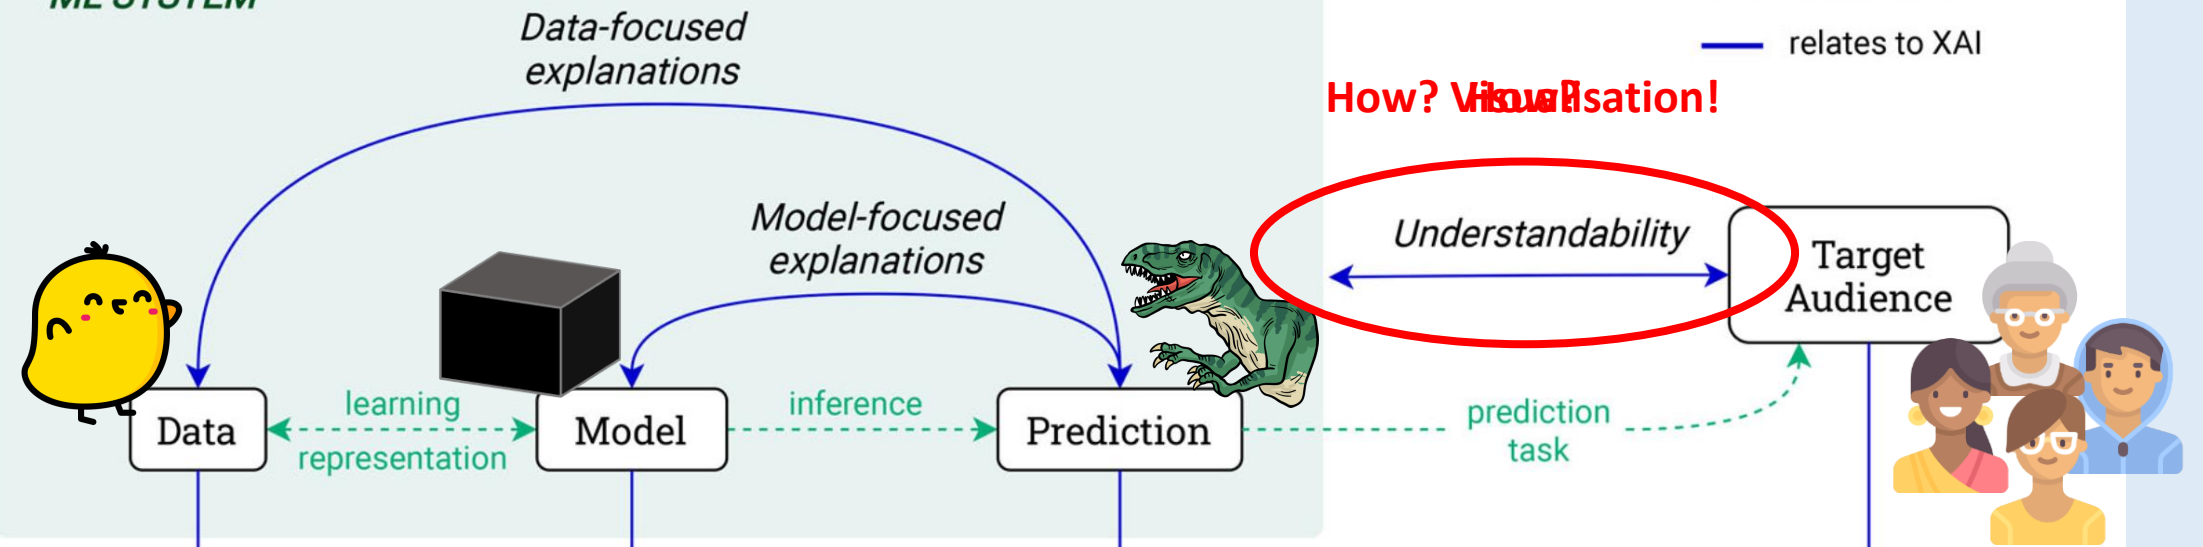 ML SYSTEM
Data-focused
explanations
relates to XAI
How? Visualisation!
How?
Model-focused
explanations
Understandability
Target
Audience
learning
representation
inference
Data
Model
Prediction
prediction
task